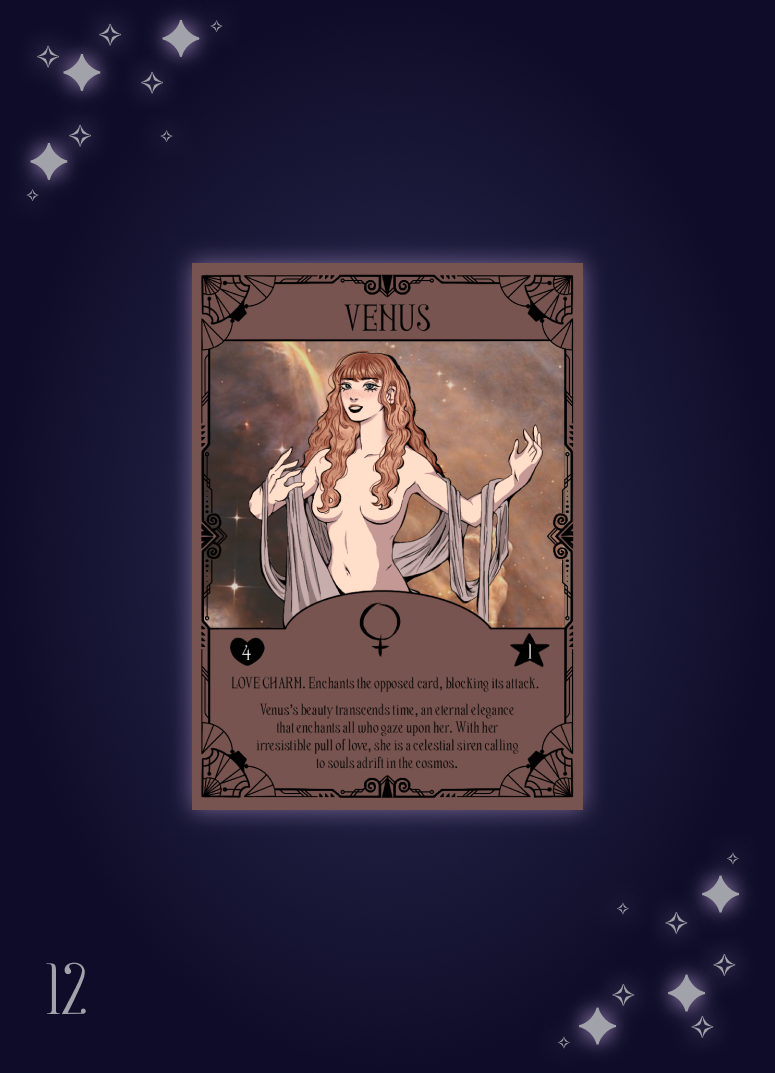 VENUS
4
1
LOVE CHARM. Enchants the opposed card, blocking its attack.
Venus's beauty transcends time, an eternal elegance
that enchants all who gaze upon her. With her
irresistible pull of love, she is a celestial siren calling
to souls adrift in the cosmos.
12